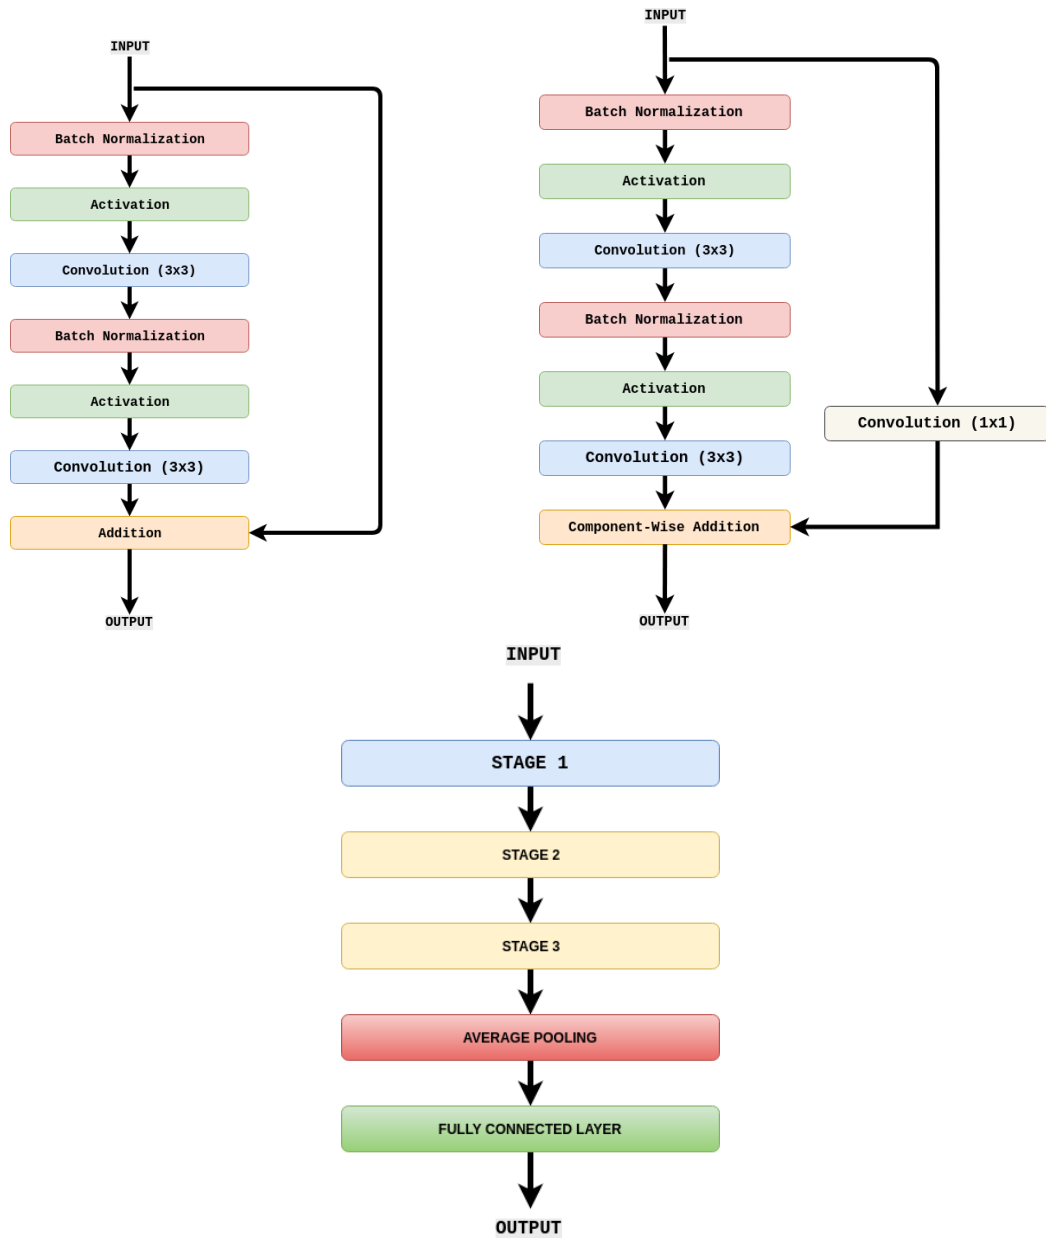 INPUT
Batch Normalization
Activation
Convolution (3x3)
Batch Normalization
Activation
Convolution (3x3)
Addition
OUTPUT
INPUT
Batch Normalization
Activation
Convolution (3x3)
Batch Normalization
Activation
Convolution (3x3)
Convolution (1x1)
Component-Wise Addition
OUTPUT
INPUT
STAGE 1
STAGE 2
STAGE 3
AVERAGE POOLING
FULLY CONNECTED LAYER
OUTPUT